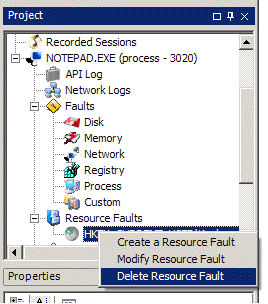 Project
Recorded Sessions
NOTEPAD.EXE (process - 3020)
API Log
Network Logs
Faults
Disk
Memory
Network
Registry
Process
Custom
Resource Faults
Create a Resource Fault
Modify Resource Fault
Delete Resource Fault
Properties